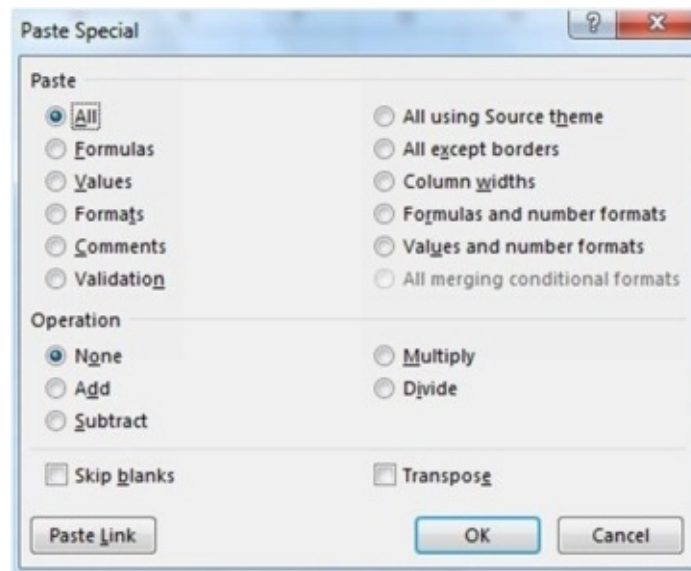 Paste Special
?
x
Paste
All
All using Source theme
Formulas
All except borders
Values
Column widths
Formats
Formulas and number formats
Comments
Values and number formats
Validation
All merging conditional formats
Operation
None
Multiply
Add
Divide
Subtract
Skip blanks
Transpose
Paste Link
OK
Cancel